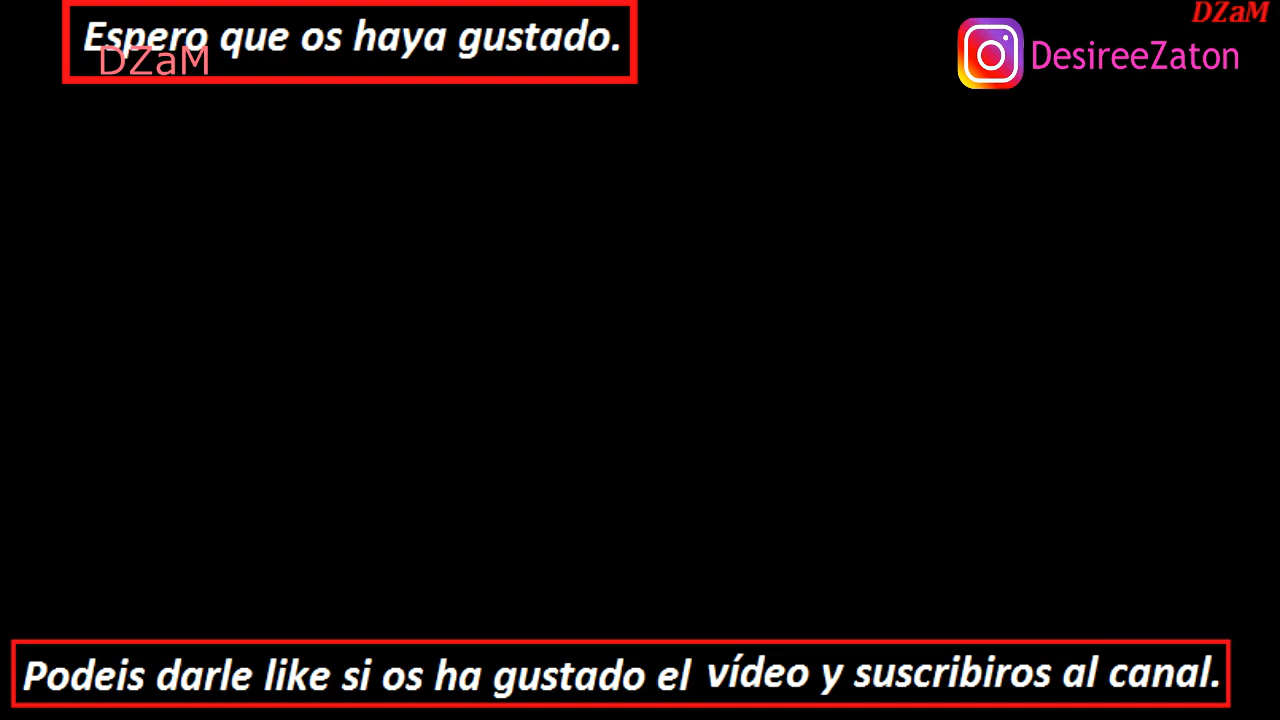 DZaM
Espero que os haya gustado.
DZaM
DesireeZaton
Podeis darle like si os ha gustado el vídeo y suscribiros al canal.